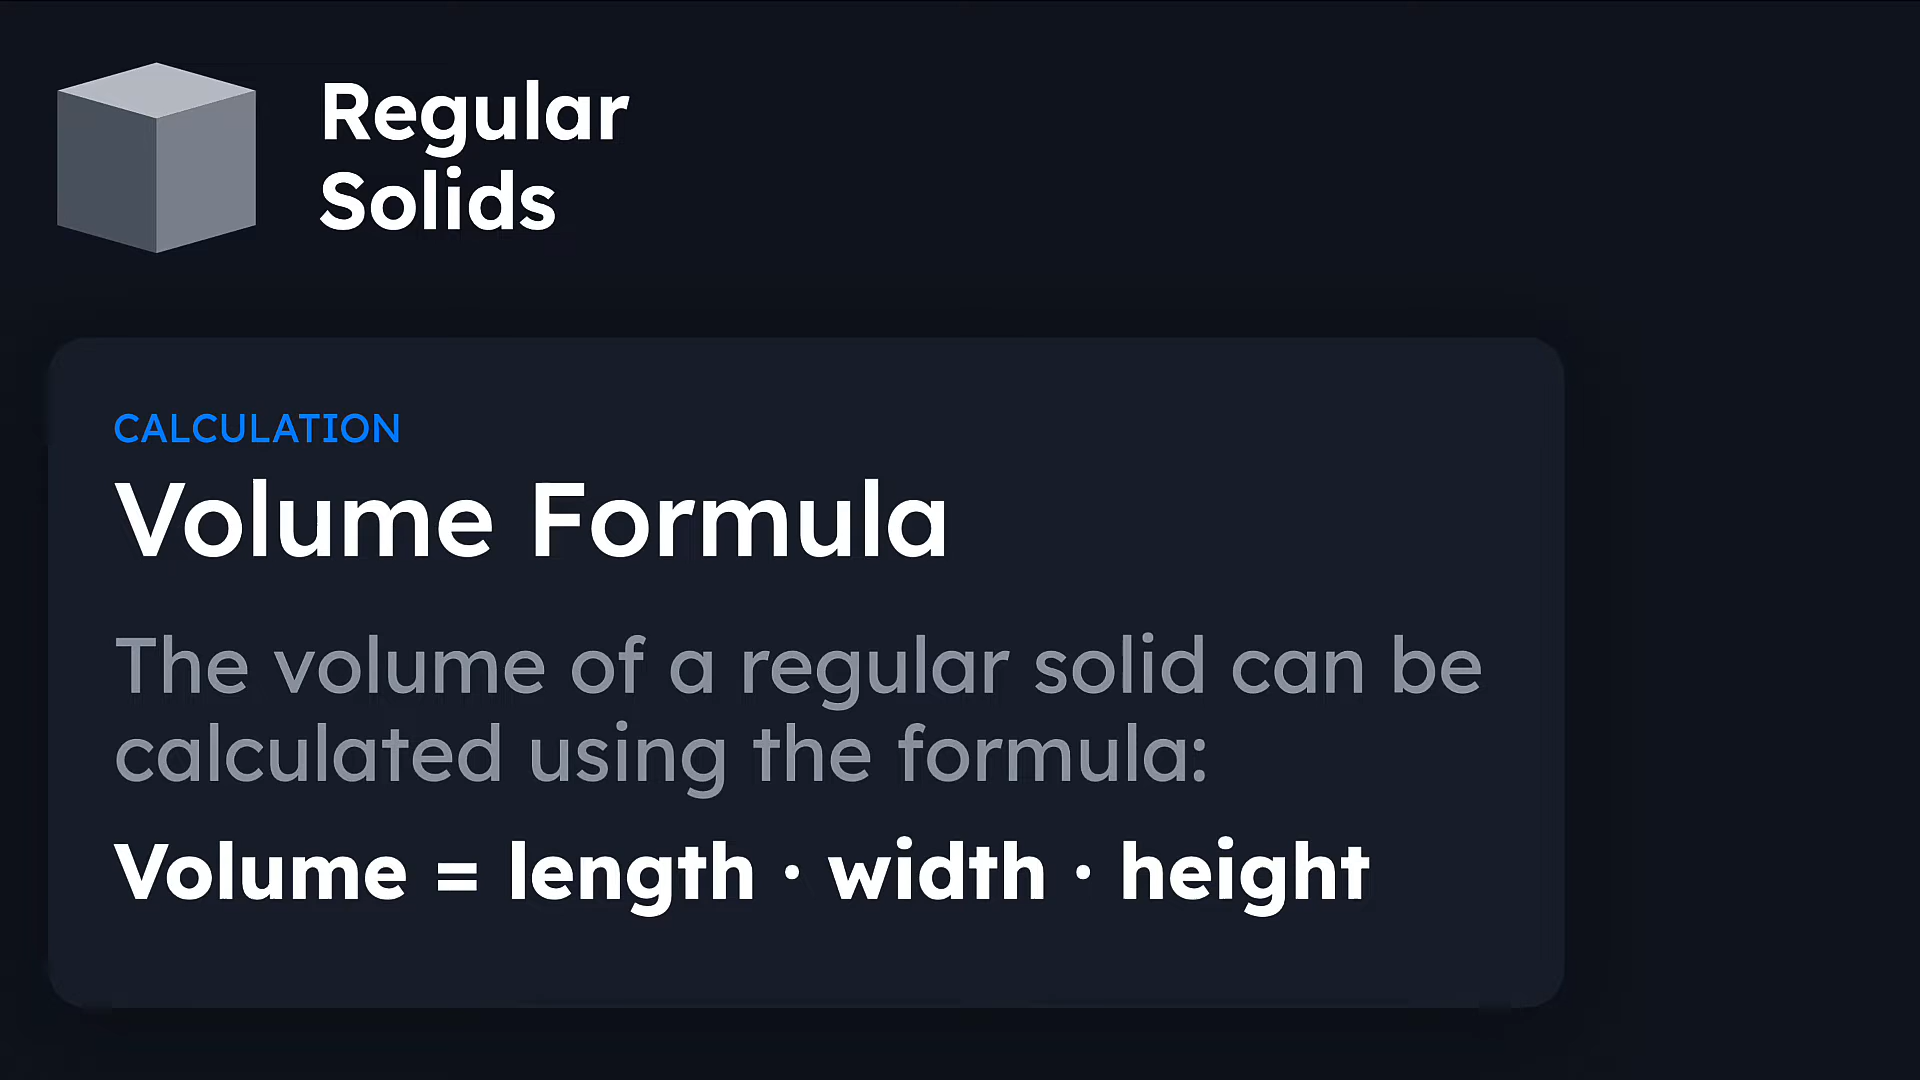 Regular
Solids
CALCULATION
Volume Formula
The volume of a regular solid can be
calculated using the formula:
Volume = length · width · height